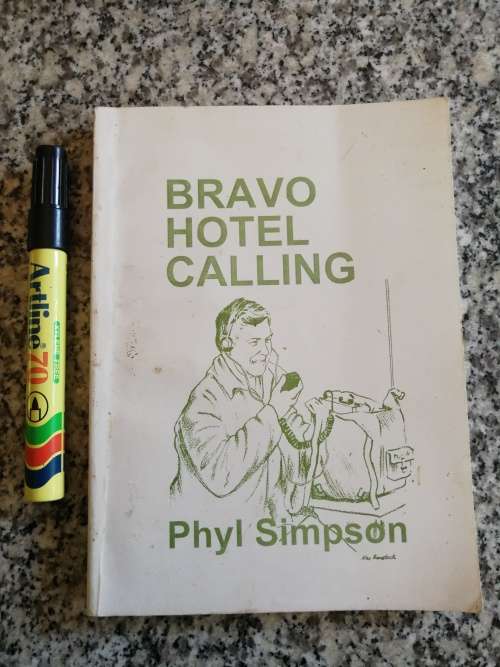 BRAVO
HOTEL
CALLING
Phyl Simpson
Artline 70